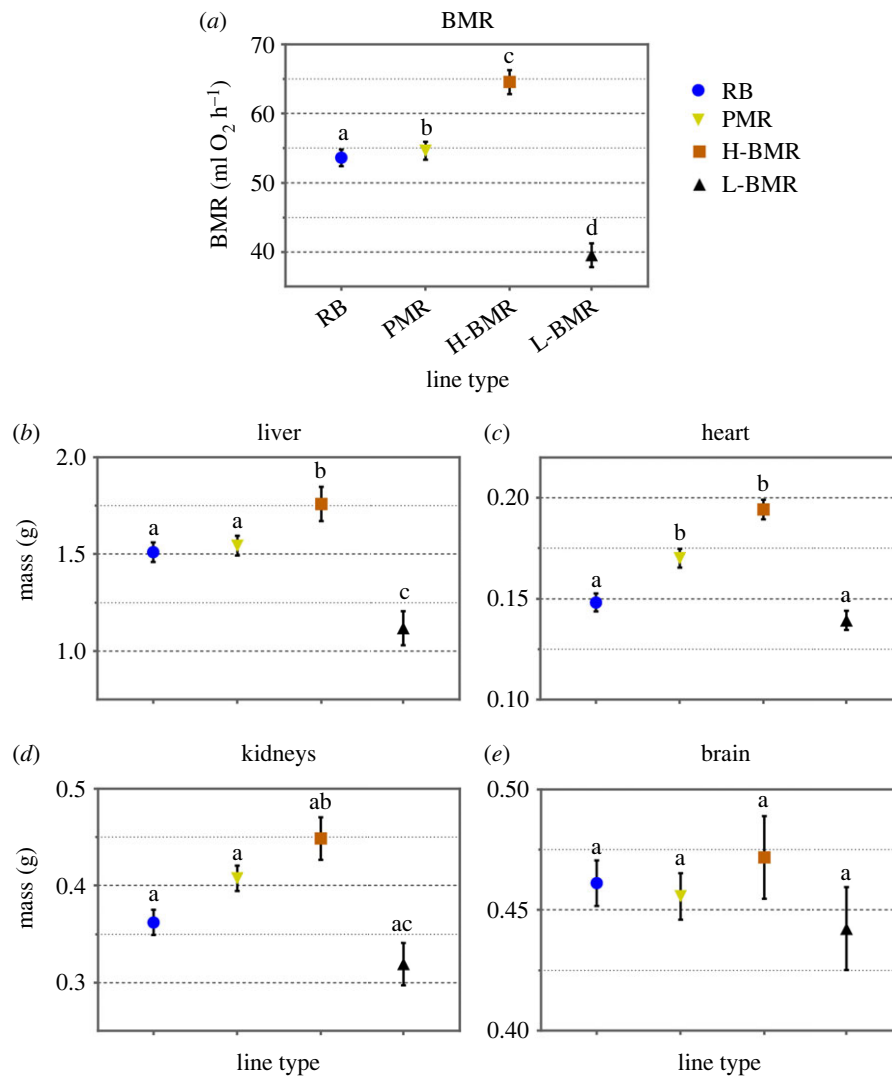 (a) BMR
70
60
50
40
BMR (ml O₂ h⁻¹)
a
b
c
d
RB
PMR
H-BMR
L-BMR
line type
RB
PMR
H-BMR
L-BMR
(b) liver
2.0
1.5
1.0
mass (g)
a
a
b
c
(c) heart
0.20
0.15
0.10
a
b
b
a
(d) kidneys
0.5
0.4
0.3
mass (g)
a
a
ab
ac
line type
(e) brain
0.50
0.45
0.40
a
a
a
a
line type